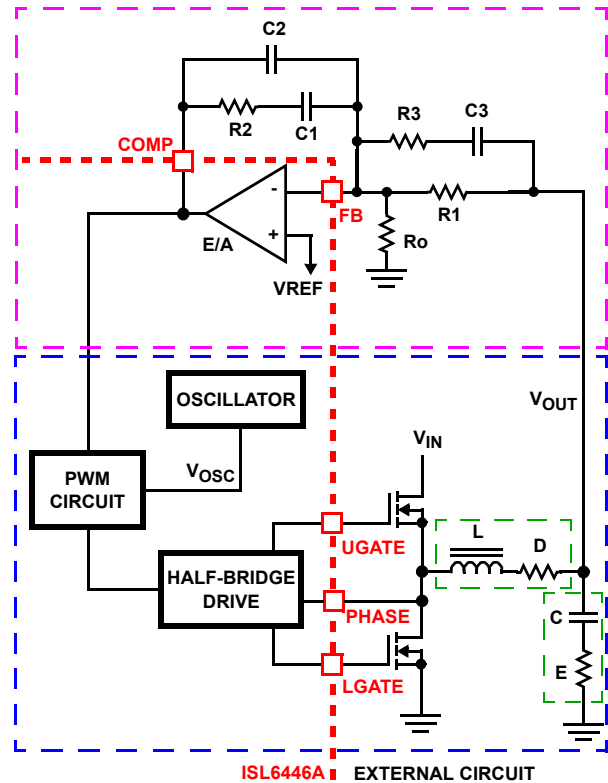 C2
R2
C1
R3
C3
COMP
-
+
E/A
FB
R1
Ro
VREF
OSCILLATOR
VOUT
VIN
PWM
CIRCUIT
VOSC
UGATE
L
D
HALF-BRIDGE
DRIVE
PHASE
C
E
LGATE
ISL6446A
EXTERNAL CIRCUIT